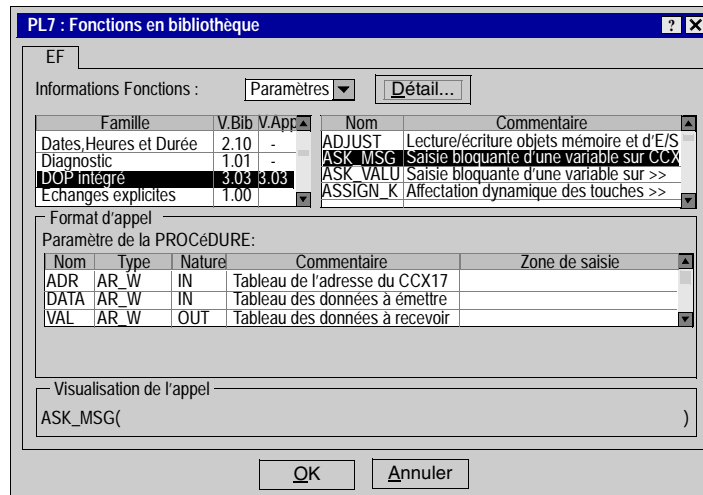 PL7 : Fonctions en bibliothèque ? X
EF
Informations Fonctions : Paramètres Détail...
Famille V.Bib V.App
Dates,Heures et Durée 2.10 -
Diagnostic 1.01 -
DOP intégré 3.03 3.03
Echanges explicites 1.00
Nom Commentaire
ADJUST Lecture/écriture objets mémoire et d'E/S
ASK_MSG Saisie bloquante d'une variable sur CCX
ASK_VALU Saisie bloquante d'une variable sur >>
ASSIGN_K Affectation dynamique des touches >>
Format d'appel
Paramètre de la PROCéDURE:
Nom Type Nature Commentaire Zone de saisie
ADR AR_W IN Tableau de l'adresse du CCX17
DATA AR_W IN Tableau des données à émettre
VAL AR_W OUT Tableau des données à recevoir
Visualisation de l'appel
ASK_MSG( )
OK Annuler